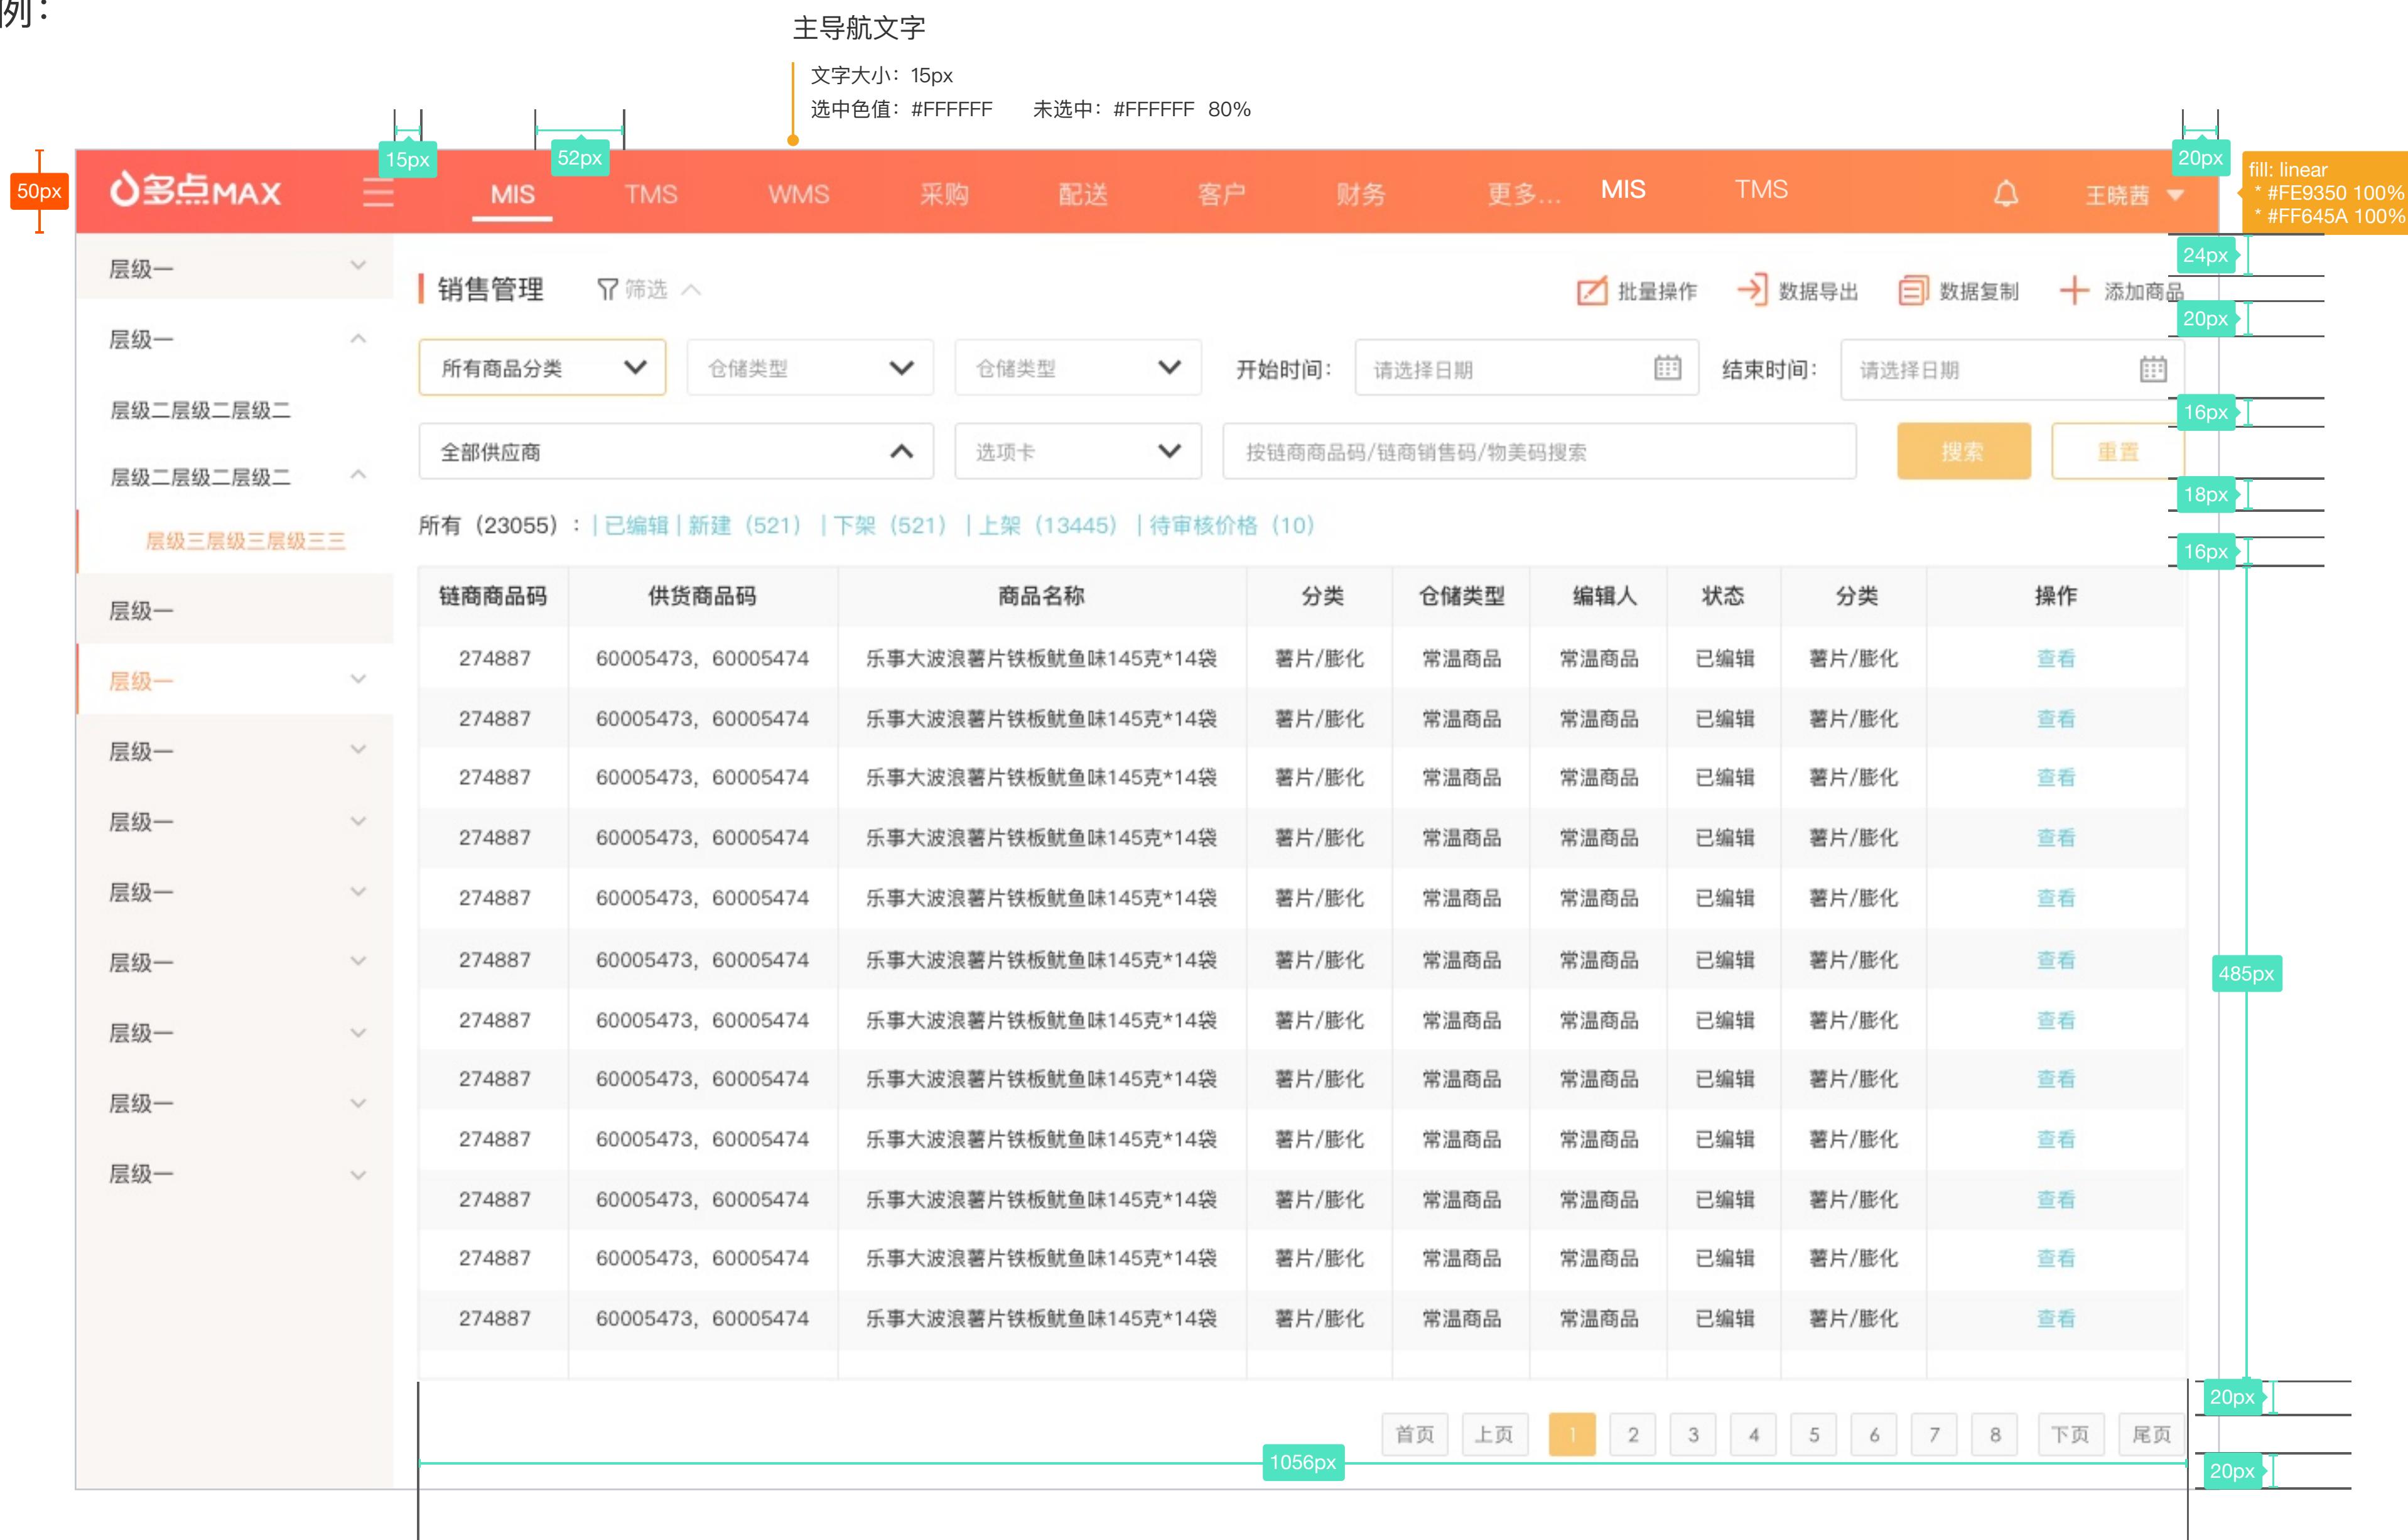 例：
主导航文字
文字大小：15px
选中色值：#FFFFFF 未选中：#FFFFFF 80%
15px 52px 20px
50px
多点MAX MIS TMS WMS 采购 配送 客户 财务 更多... MIS TMS 王晓茜
fill: linear
* #FE9350 100%
* #FF645A 100%
24px
层级一
层级一
层级二层级二层级二
层级二层级二层级二
层级三层级三层级三三
层级一
层级一
层级一
层级一
层级一
层级一
层级一
层级一
层级一
销售管理 筛选 批量操作 数据导出 数据复制 添加商品
20px
所有商品分类 仓储类型 仓储类型 开始时间： 请选择日期 结束时间： 请选择日期
16px
全部供应商 选项卡 按链商商品码/链商销售码/物美码搜索 搜索 重置
18px
所有（23055）：|已编辑|新建（521）|下架（521）|上架（13445）|待审核价格（10）
16px
链商商品码 供货商品码 商品名称 分类 仓储类型 编辑人 状态 分类 操作
274887 60005473，60005474 乐事大波浪薯片铁板鱿鱼味145克*14袋 薯片/膨化 常温商品 常温商品 已编辑 薯片/膨化 查看
274887 60005473，60005474 乐事大波浪薯片铁板鱿鱼味145克*14袋 薯片/膨化 常温商品 常温商品 已编辑 薯片/膨化 查看
274887 60005473，60005474 乐事大波浪薯片铁板鱿鱼味145克*14袋 薯片/膨化 常温商品 常温商品 已编辑 薯片/膨化 查看
274887 60005473，60005474 乐事大波浪薯片铁板鱿鱼味145克*14袋 薯片/膨化 常温商品 常温商品 已编辑 薯片/膨化 查看
274887 60005473，60005474 乐事大波浪薯片铁板鱿鱼味145克*14袋 薯片/膨化 常温商品 常温商品 已编辑 薯片/膨化 查看
274887 60005473，60005474 乐事大波浪薯片铁板鱿鱼味145克*14袋 薯片/膨化 常温商品 常温商品 已编辑 薯片/膨化 查看
274887 60005473，60005474 乐事大波浪薯片铁板鱿鱼味145克*14袋 薯片/膨化 常温商品 常温商品 已编辑 薯片/膨化 查看
274887 60005473，60005474 乐事大波浪薯片铁板鱿鱼味145克*14袋 薯片/膨化 常温商品 常温商品 已编辑 薯片/膨化 查看
274887 60005473，60005474 乐事大波浪薯片铁板鱿鱼味145克*14袋 薯片/膨化 常温商品 常温商品 已编辑 薯片/膨化 查看
274887 60005473，60005474 乐事大波浪薯片铁板鱿鱼味145克*14袋 薯片/膨化 常温商品 常温商品 已编辑 薯片/膨化 查看
274887 60005473，60005474 乐事大波浪薯片铁板鱿鱼味145克*14袋 薯片/膨化 常温商品 常温商品 已编辑 薯片/膨化 查看
274887 60005473，60005474 乐事大波浪薯片铁板鱿鱼味145克*14袋 薯片/膨化 常温商品 常温商品 已编辑 薯片/膨化 查看
485px
20px
首页 上页 1 2 3 4 5 6 7 8 下页 尾页
1056px
20px